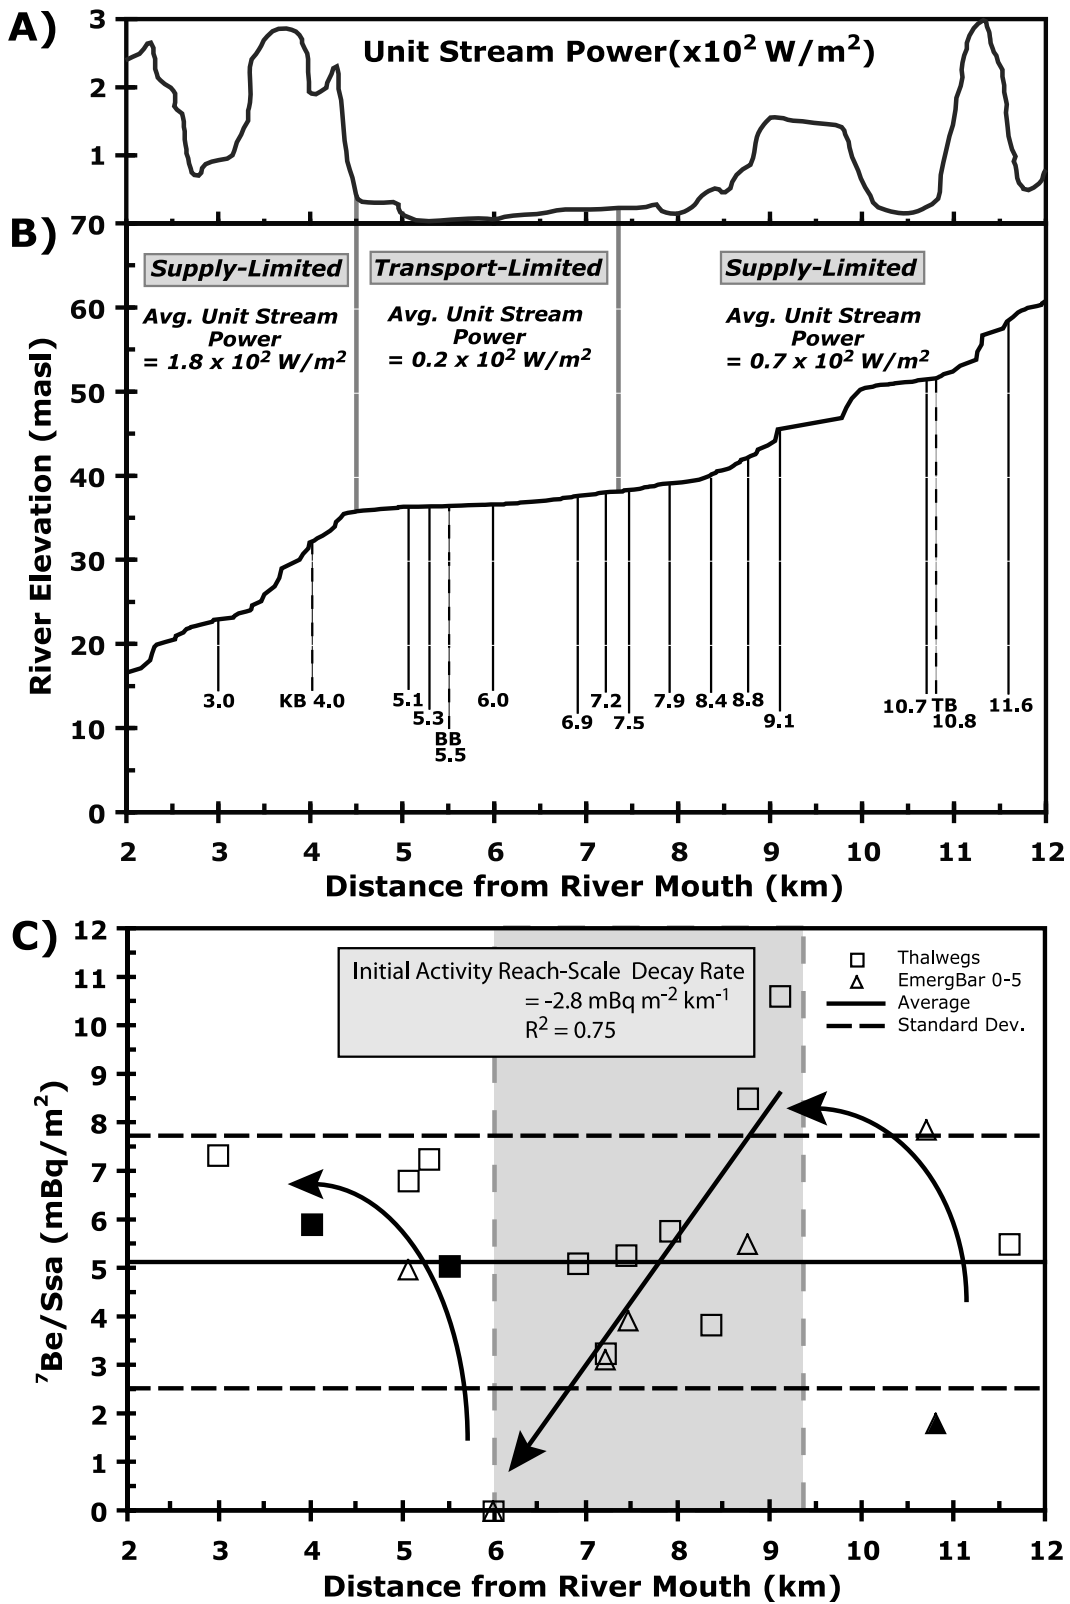 A)
Unit Stream Power(x10² W/m²)
3
2
1
B)
70
60
50
40
30
20
10
0
River Elevation (masl)
Supply-Limited
Transport-Limited
Supply-Limited
Avg. Unit Stream
Power
= 1.8 x 10² W/m²
Avg. Unit Stream
Power
= 0.2 x 10² W/m²
Avg. Unit Stream
Power
= 0.7 x 10² W/m²
3.0
KB 4.0
5.1
5.3
BB
5.5
6.0
6.9
7.2
7.5
7.9
8.4
8.8
9.1
10.7
TB
10.8
11.6
2 3 4 5 6 7 8 9 10 11 12
Distance from River Mouth (km)
C)
12
11
10
9
8
7
6
5
4
3
2
1
0
⁷Be/Ssa (mBq/m²)
Initial Activity Reach-Scale Decay Rate
= -2.8 mBq m⁻² km⁻¹
R² = 0.75
Thalwegs
EmergBar 0-5
Average
Standard Dev.
2 3 4 5 6 7 8 9 10 11 12
Distance from River Mouth (km)